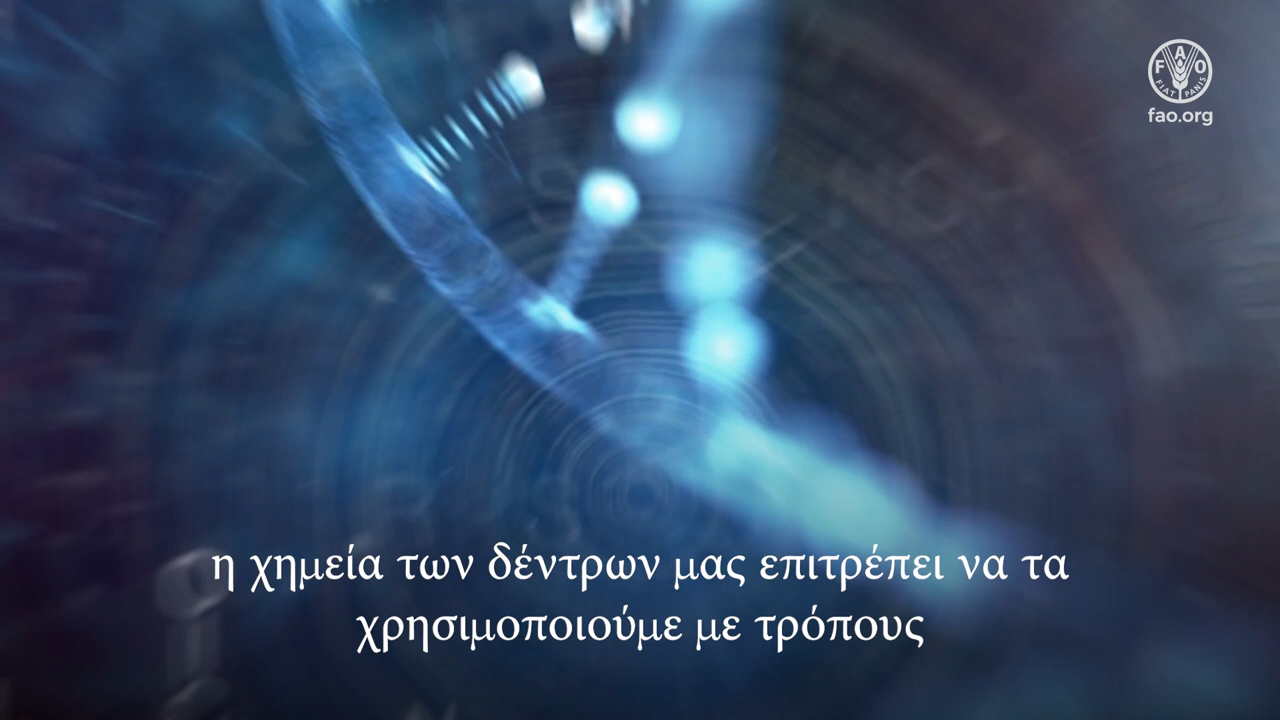 F A O
FIAT PANIS
fao.org
η χημεία των δέντρων μας επιτρέπει να τα
χρησιμοποιούμε με τρόπους